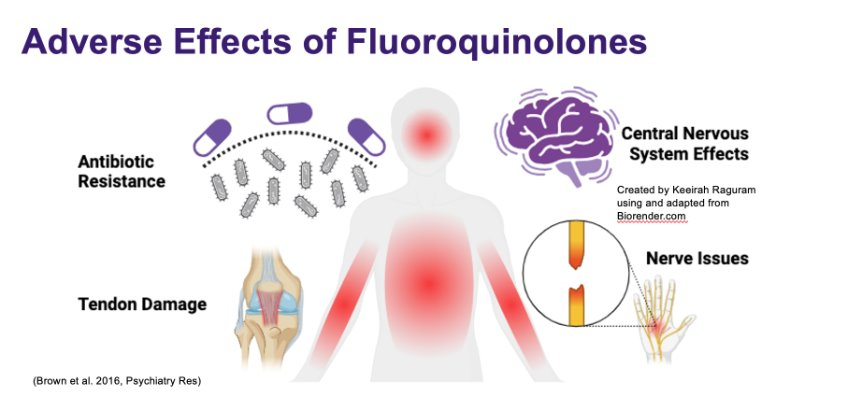 Adverse Effects of Fluoroquinolones
Antibiotic
Resistance
Central Nervous
System Effects
Created by Keeirah Raguram
using and adapted from
Biorender.com
Nerve Issues
Tendon Damage
(Brown et al. 2016, Psychiatry Res)